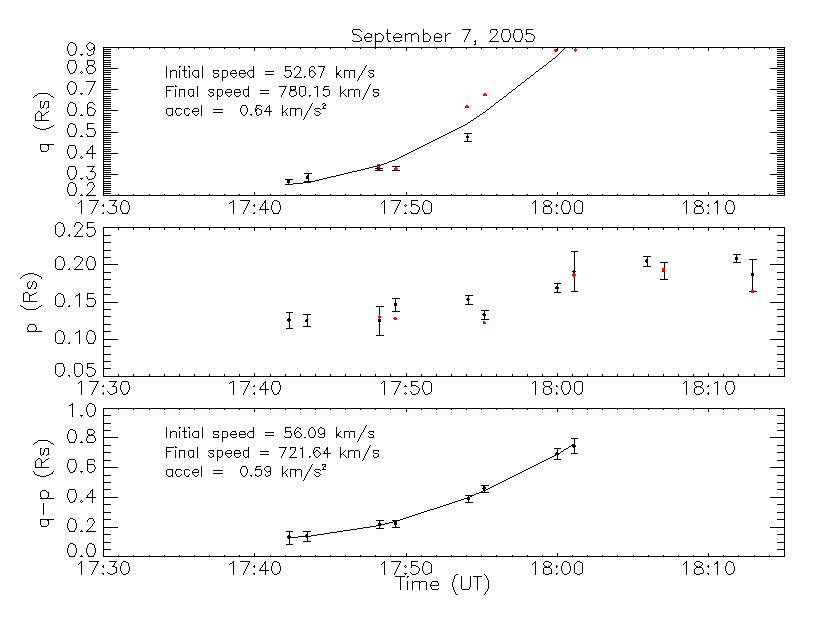 September 7, 2005
0.9
0.8
0.7
0.6
0.5
0.4
0.3
0.2
q (Rs)
Initial speed = 52.67 km/s
Final speed = 780.15 km/s
accel = 0.64 km/s²
17:30 17:40 17:50 18:00 18:10
0.25
0.20
0.15
0.10
0.05
p (Rs)
17:30 17:40 17:50 18:00 18:10
1.0
0.8
0.6
0.4
0.2
0.0
q-p (Rs)
Initial speed = 56.09 km/s
Final speed = 721.64 km/s
accel = 0.59 km/s²
17:30 17:40 17:50 18:00 18:10
Time (UT)